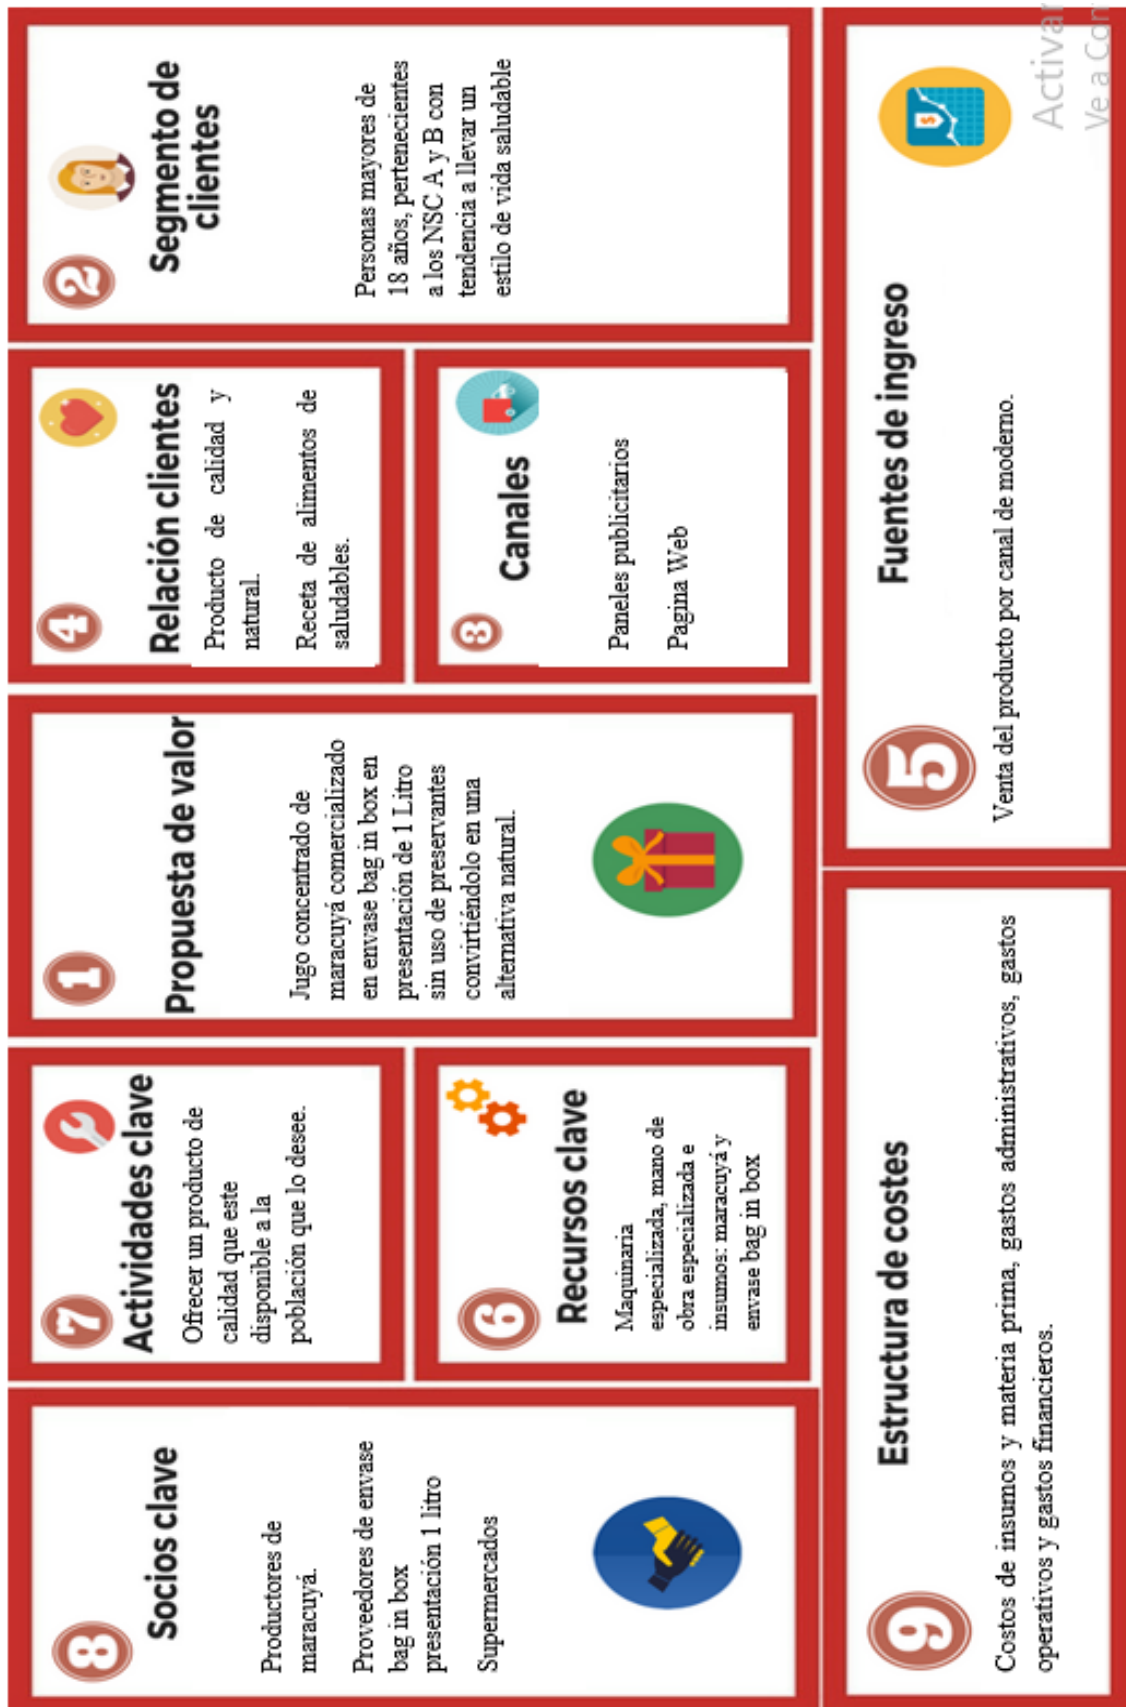 8
Socios clave
Productores de
maracuyá.
Proveedores de envase
bag in box
presentación 1 litro
Supermercados
7
Actividades clave
Ofrecer un producto de
calidad que este
disponible a la
población que lo desee.
6
Recursos clave
Maquinaria
especializada, mano de
obra especializada e
insumos: maracuyá y
envase bag in box
1
Propuesta de valor
Jugo concentrado de
maracuyá comercializado
en envase bag in box en
presentación de 1 Litro
sin uso de preservantes
convirtiéndolo en una
alternativa natural.
4
Relación clientes
Producto de calidad y
natural.
Receta de alimentos de
saludables.
3
Canales
Paneles publicitarios
Pagina Web
2
Segmento de
clientes
Personas mayores de
18 años, pertenecientes
a los NSC A y B con
tendencia a llevar un
estilo de vida saludable
9
Estructura de costes
Costos de insumos y materia prima, gastos administrativos, gastos
operativos y gastos financieros.
5
Fuentes de ingreso
$
Venta del producto por canal de moderno.
Activar
Ve a Con